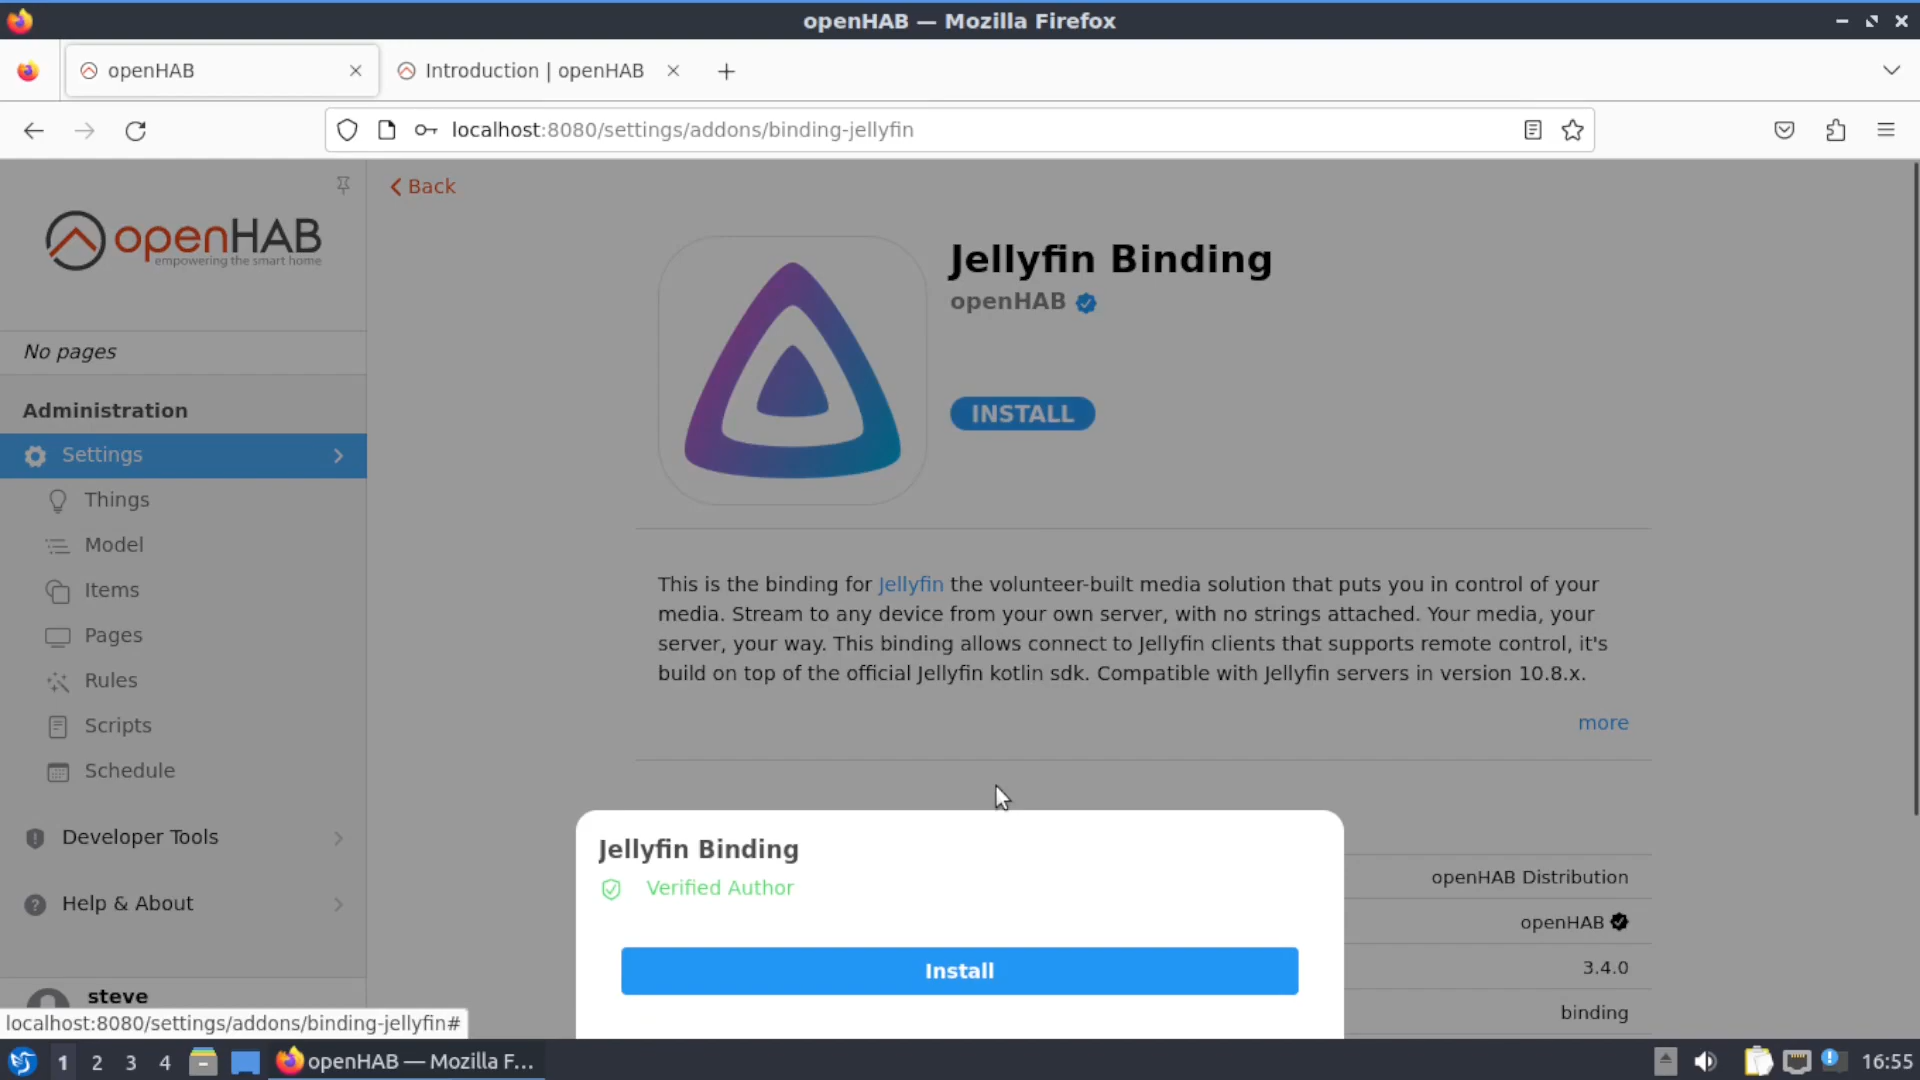 openHAB — Mozilla Firefox
openHAB
Introduction | openHAB
localhost:8080/settings/addons/binding-jellyfin
openHAB
empowering the smart home
No pages
Administration
Settings
Things
Model
Items
Pages
Rules
Scripts
Schedule
Developer Tools
Help & About
steve
localhost:8080/settings/addons/binding-jellyfin#
Back
Jellyfin Binding
openHAB
INSTALL
This is the binding for Jellyfin the volunteer-built media solution that puts you in control of your
media. Stream to any device from your own server, with no strings attached. Your media, your
server, your way. This binding allows connect to Jellyfin clients that supports remote control, it's
build on top of the official Jellyfin kotlin sdk. Compatible with Jellyfin servers in version 10.8.x.
more
Jellyfin Binding
Verified Author
Install
openHAB Distribution
openHAB
3.4.0
binding
1 2 3 4
openHAB — Mozilla F...
16:55